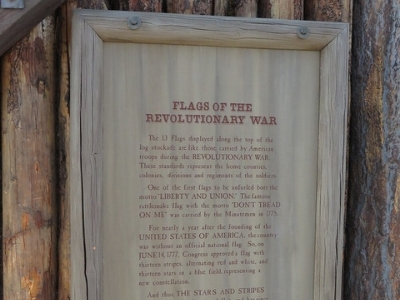 FLAGS OF THE
REVOLUTIONARY WAR
The 13 Flags displayed along the top of the
log stockade are like those carried by American
troops during the REVOLUTIONARY WAR.
These standards represent the home counties,
colonies, divisions and regiments of the soldiers.
One of the first flags to be unfurled bore the
motto "LIBERTY AND UNION." The famous
rattlesnake flag with the motto "DON'T TREAD
ON ME" was carried by the Minutemen in 1775.
For nearly a year after the founding of the
UNITED STATES OF AMERICA, the country
was without an official national flag. So, on
JUNE 14, 1777, Congress approved a flag with
thirteen stripes, alternating red and white, and
thirteen stars in a blue field, representing a
new constellation.
And thus THE STARS AND STRIPES